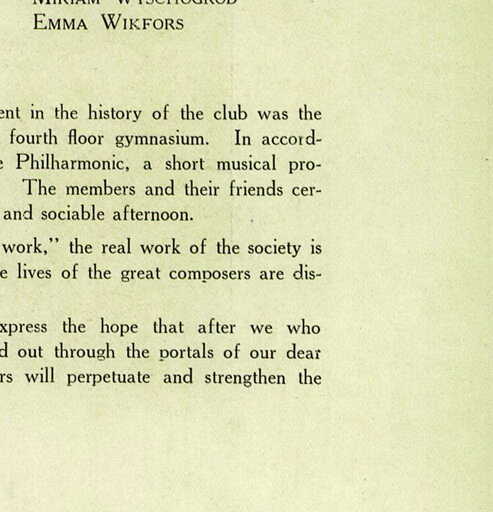 MIRIAM WYSCHOGROD
EMMA WIKFORS
ent in the history of the club was the
fourth floor gymnasium. In accord-
e Philharmonic, a short musical pro-
The members and their friends cer-
and sociable afternoon.
work," the real work of the society is
e lives of the great composers are dis-
xpress the hope that after we who
d out through the portals of our dear
rs will perpetuate and strengthen the